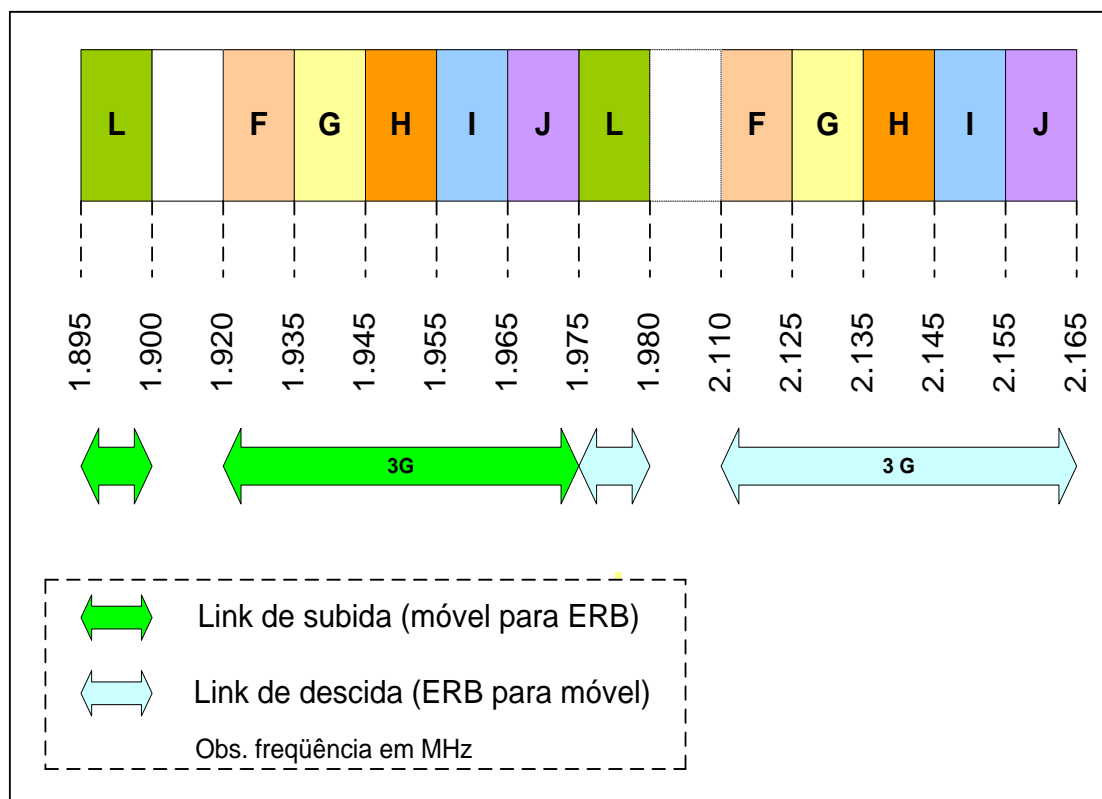 L F G H I J L F G H I J
1.895 1.900 1.920 1.935 1.945 1.955 1.965 1.975 1.980 2.110 2.125 2.135 2.145 2.155 2.165
3G 3 G
Link de subida (móvel para ERB)
Link de descida (ERB para móvel)
Obs. freqüência em MHz